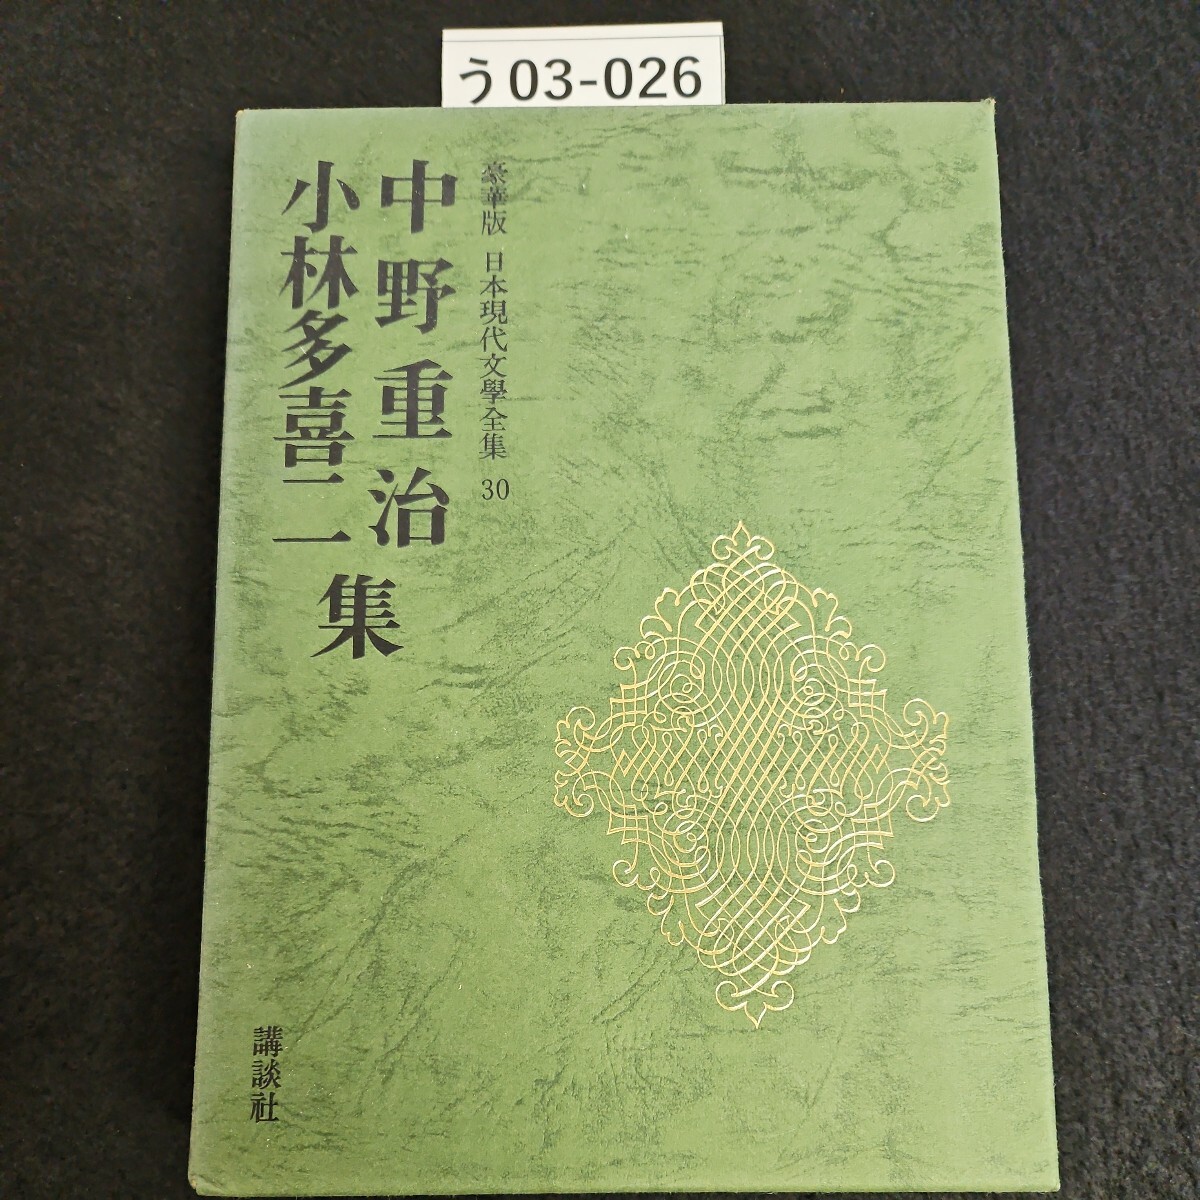 う03-026
豪華版 日本現代文學全集 30
中野重治
小林多喜二
集
講談社